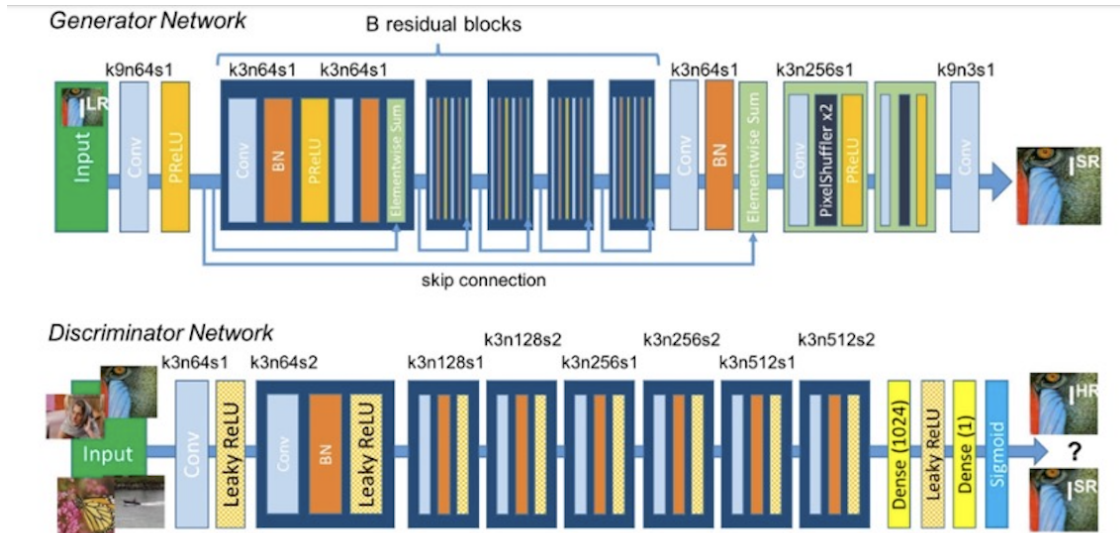 Generator Network
B residual blocks
k9n64s1
k3n64s1
k3n64s1
k3n64s1
k3n256s1
k9n3s1
I^LR
Input
Conv
PReLU
Conv
BN
PReLU
Elementwise Sum
Conv
BN
Elementwise Sum
Conv
PixelShuffler x2
PReLU
Conv
I^SR
skip connection
Discriminator Network
k3n64s1
k3n64s2
k3n128s1
k3n128s2
k3n256s1
k3n256s2
k3n512s1
k3n512s2
Input
Conv
Leaky ReLU
Conv
BN
Leaky ReLU
Dense (1024)
Leaky ReLU
Dense (1)
Sigmoid
I^HR
?
I^SR